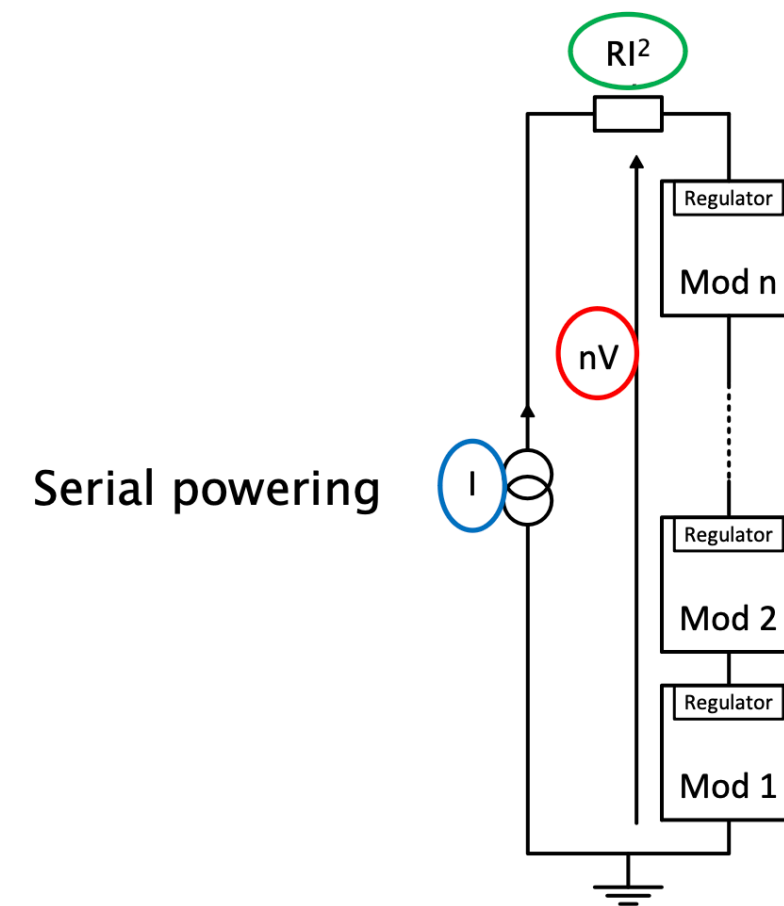 RI²
Regulator
Mod n
nV
Serial powering
I
Regulator
Mod 2
Regulator
Mod 1